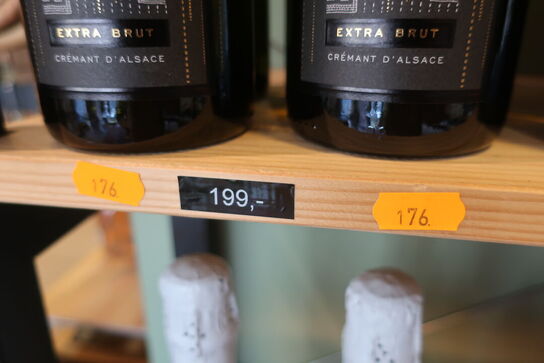 EXTRA BRUT
CRÉMANT D'ALSACE
EXTRA BRUT
CRÉMANT D'ALSACE
176
199,-
176.